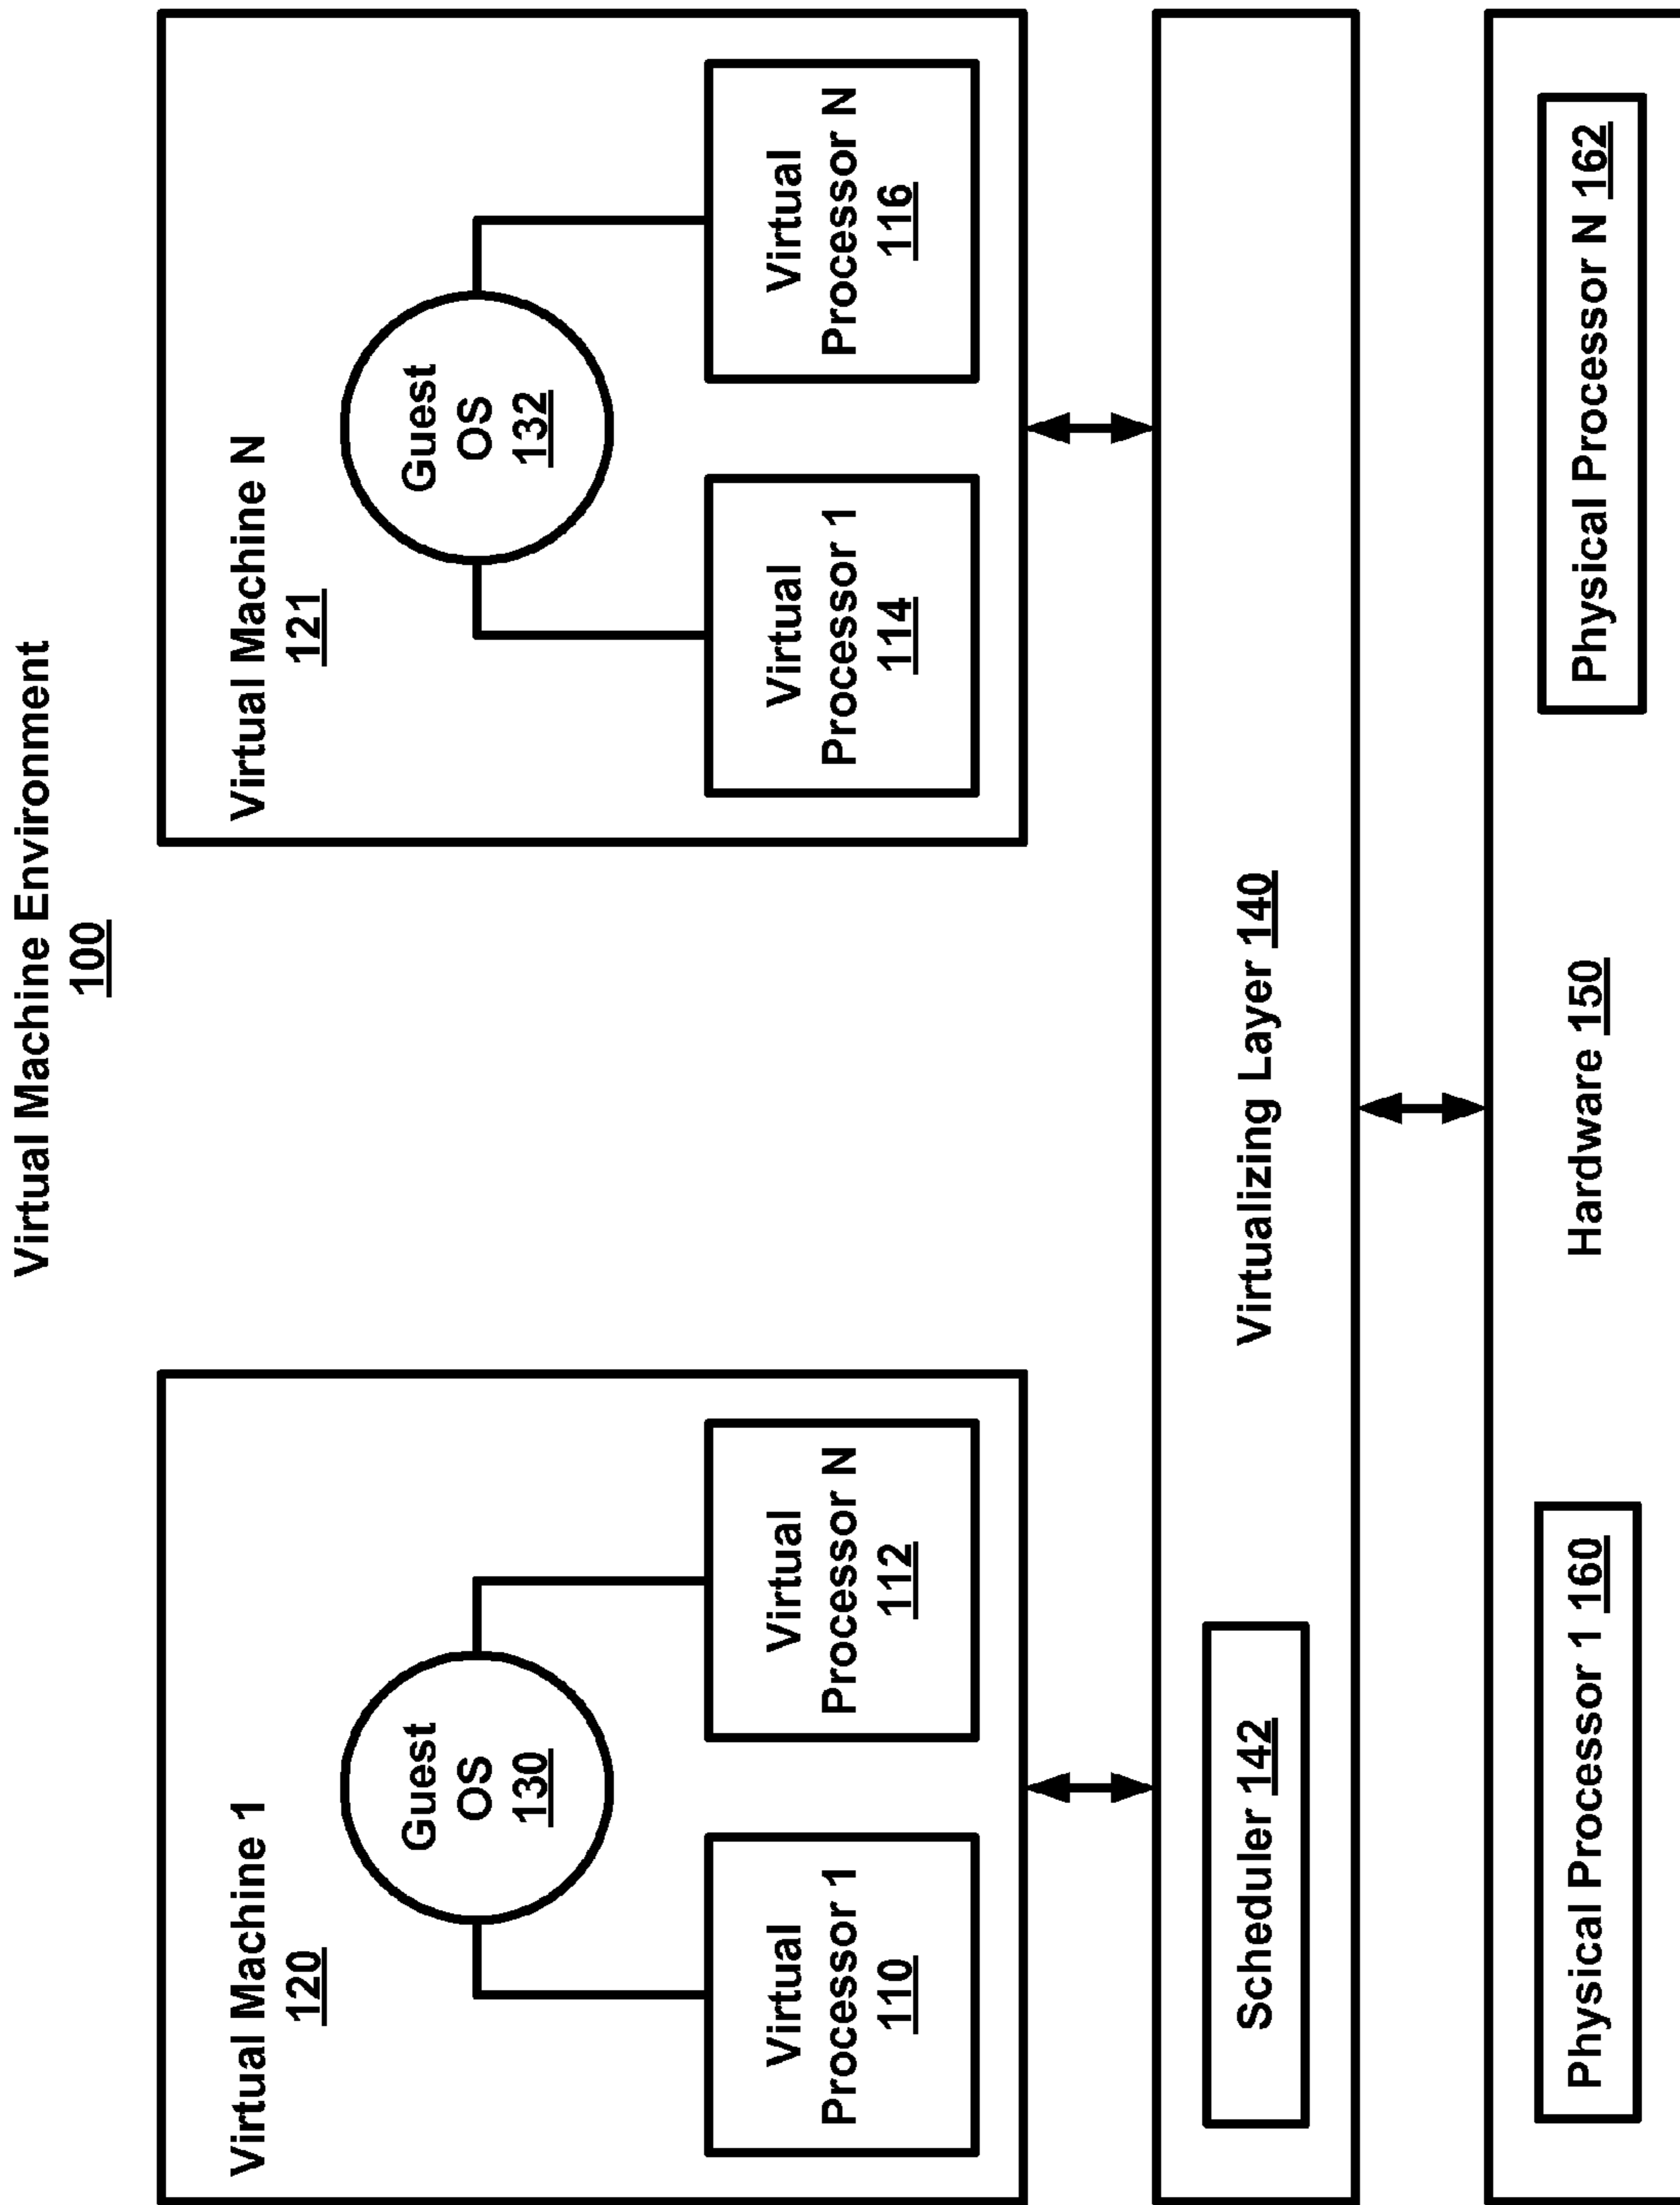 Virtual Machine Environment
100
Virtual Machine 1
120
Guest
OS
130
Virtual
Processor 1
110
Virtual
Processor N
112
Virtual Machine N
121
Guest
OS
132
Virtual
Processor 1
114
Virtual
Processor N
116
Scheduler 142
Virtualizing Layer 140
Physical Processor 1 160
Hardware 150
Physical Processor N 162